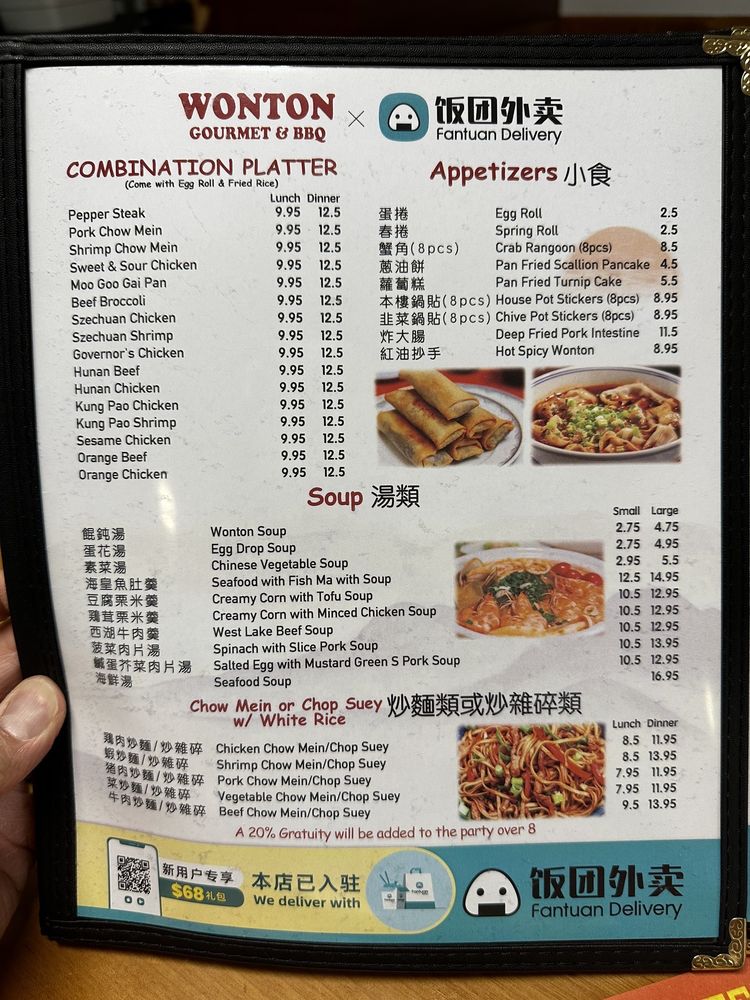 WONTON
GOURMET & BBQ
×
饭团外卖
Fantuan Delivery
COMBINATION PLATTER
(Come with Egg Roll & Fried Rice)
Lunch Dinner
Pepper Steak 9.95 12.5
Pork Chow Mein 9.95 12.5
Shrimp Chow Mein 9.95 12.5
Sweet & Sour Chicken 9.95 12.5
Moo Goo Gai Pan 9.95 12.5
Beef Broccoli 9.95 12.5
Szechuan Chicken 9.95 12.5
Szechuan Shrimp 9.95 12.5
Governor's Chicken 9.95 12.5
Hunan Beef 9.95 12.5
Hunan Chicken 9.95 12.5
Kung Pao Chicken 9.95 12.5
Kung Pao Shrimp 9.95 12.5
Sesame Chicken 9.95 12.5
Orange Beef 9.95 12.5
Orange Chicken 9.95 12.5
Appetizers 小食
蛋捲 Egg Roll 2.5
春捲 Spring Roll 2.5
蟹角(8pcs) Crab Rangoon (8pcs) 8.5
蔥油餅 Pan Fried Scallion Pancake 4.5
蘿蔔糕 Pan Fried Turnip Cake 5.5
本樓鍋貼(8pcs) House Pot Stickers (8pcs) 8.95
韭菜鍋貼(8pcs) Chive Pot Stickers (8pcs) 8.95
炸大腸 Deep Fried Pork Intestine 11.5
紅油抄手 Hot Spicy Wonton 8.95
Soup 湯類
Small Large
餛飩湯 Wonton Soup 2.75 4.75
蛋花湯 Egg Drop Soup 2.75 4.95
素菜湯 Chinese Vegetable Soup 2.95 5.5
海皇魚肚羹 Seafood with Fish Ma with Soup 12.5 14.95
豆腐粟米羹 Creamy Corn with Tofu Soup 10.5 12.95
鶏茸粟米羹 Creamy Corn with Minced Chicken Soup 10.5 12.95
西湖牛肉羹 West Lake Beef Soup 10.5 12.95
菠菜肉片湯 Spinach with Slice Pork Soup 10.5 13.95
鹹蛋芥菜肉片湯 Salted Egg with Mustard Green S Pork Soup 10.5 12.95
海鮮湯 Seafood Soup 16.95
Chow Mein or Chop Suey 炒麵類或炒雜碎類
w/ White Rice
Lunch Dinner
鶏肉炒麵/炒雜碎 Chicken Chow Mein/Chop Suey 8.5 11.95
蝦炒麵/炒雜碎 Shrimp Chow Mein/Chop Suey 8.5 13.95
猪肉炒麵/炒雜碎 Pork Chow Mein/Chop Suey 7.95 11.95
菜炒麵/炒雜碎 Vegetable Chow Mein/Chop Suey 7.95 11.95
牛肉炒麵/炒雜碎 Beef Chow Mein/Chop Suey 9.5 13.95
A 20% Gratuity will be added to the party over 8
新用户专享
$68礼包
本店已入驻
We deliver with
饭团外卖
Fantuan Delivery